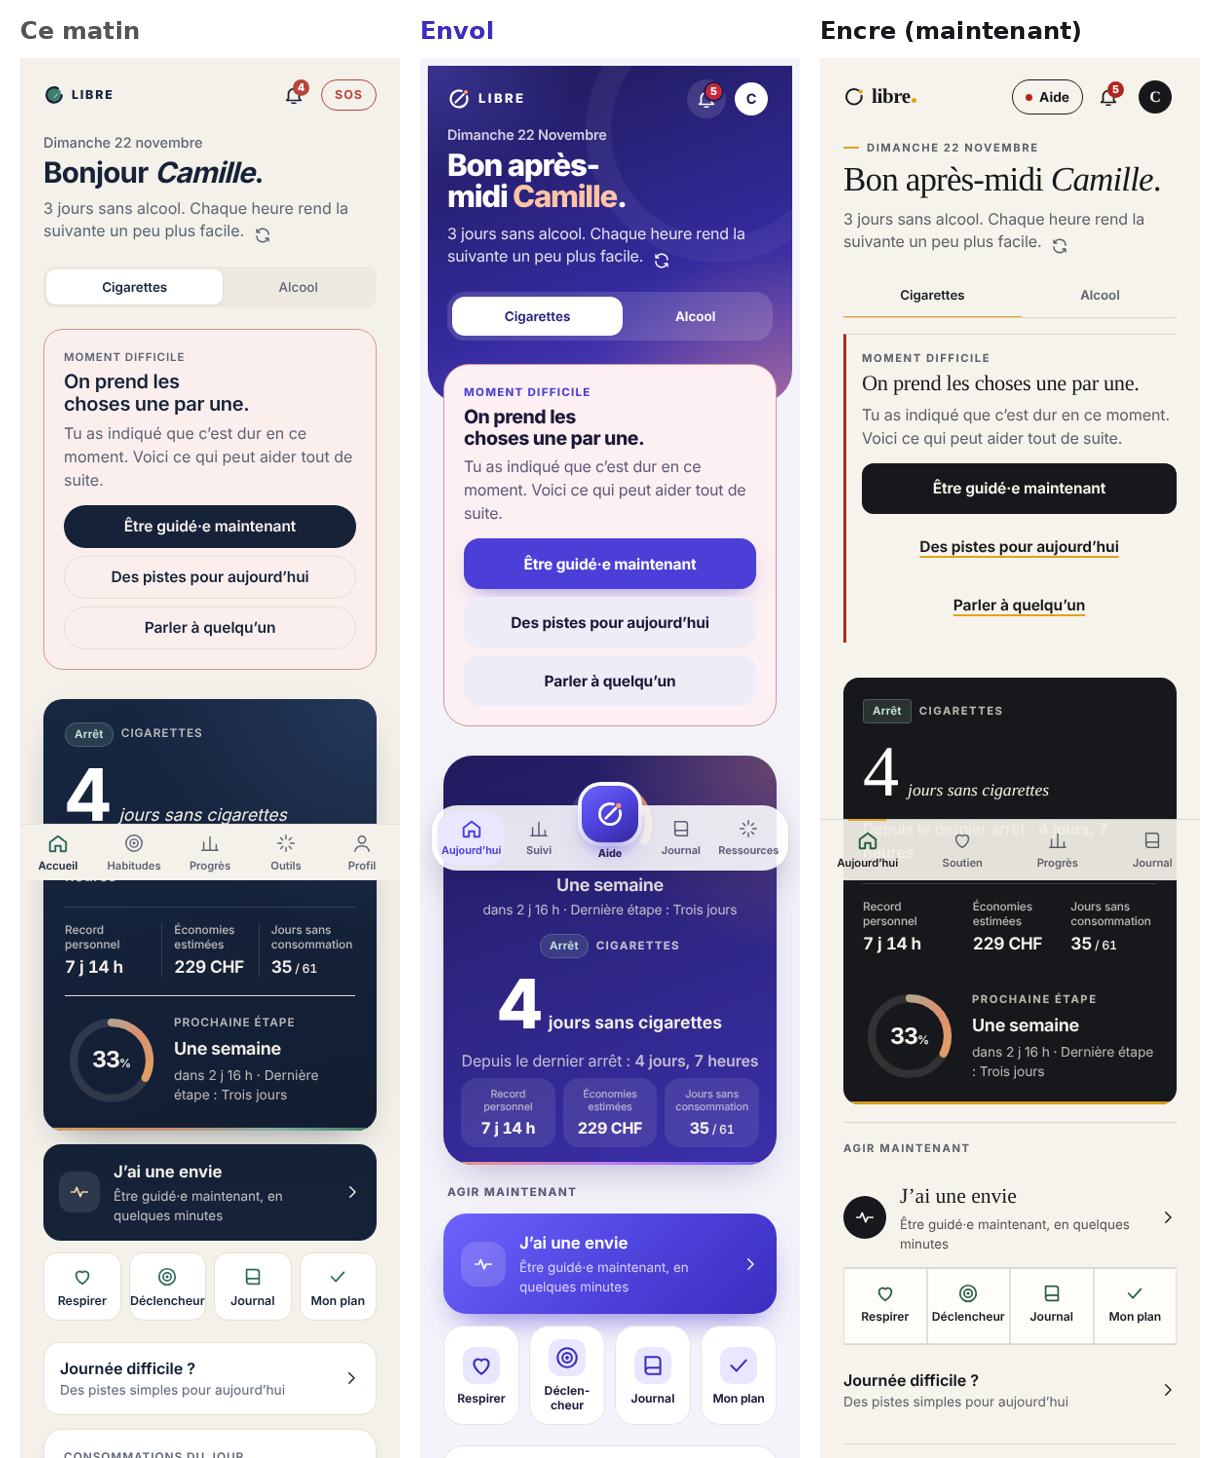 Ce matin
LIBRE
4
SOS
Dimanche 22 novembre
Bonjour Camille.
3 jours sans alcool. Chaque heure rend la
suivante un peu plus facile.
Cigarettes
Alcool
MOMENT DIFFICILE
On prend les
choses une par une.
Tu as indiqué que c’est dur en ce
moment. Voici ce qui peut aider tout de
suite.
Être guidé·e maintenant
Des pistes pour aujourd’hui
Parler à quelqu’un
Arrêt CIGARETTES
4 jours sans cigarettes
Accueil
Habitudes
Progrès
Outils
Profil
heures
Record
personnel
7 j 14 h
Économies
estimées
229 CHF
Jours sans
consommation
35 / 61
33%
PROCHAINE ÉTAPE
Une semaine
dans 2 j 16 h · Dernière
étape : Trois jours
J’ai une envie
Être guidé·e maintenant, en
quelques minutes
Respirer
Déclencheur
Journal
Mon plan
Journée difficile ?
Des pistes simples pour aujourd’hui
CONSOMMATIONS DU JOUR
Envol
LIBRE
5
C
Dimanche 22 Novembre
Bon après-
midi Camille.
3 jours sans alcool. Chaque heure rend la
suivante un peu plus facile.
Cigarettes
Alcool
MOMENT DIFFICILE
On prend les
choses une par une.
Tu as indiqué que c’est dur en ce
moment. Voici ce qui peut aider tout de
suite.
Être guidé·e maintenant
Des pistes pour aujourd’hui
Parler à quelqu’un
Aujourd’hui
Suivi
Aide
Journal
Ressources
Une semaine
dans 2 j 16 h · Dernière étape : Trois jours
Arrêt CIGARETTES
4 jours sans cigarettes
Depuis le dernier arrêt : 4 jours, 7 heures
Record
personnel
7 j 14 h
Économies
estimées
229 CHF
Jours sans
consommation
35 / 61
AGIR MAINTENANT
J’ai une envie
Être guidé·e maintenant, en
quelques minutes
Respirer
Déclen-
cheur
Journal
Mon plan
Encre (maintenant)
libre.
Aide
5
C
DIMANCHE 22 NOVEMBRE
Bon après-midi Camille.
3 jours sans alcool. Chaque heure rend la
suivante un peu plus facile.
Cigarettes
Alcool
MOMENT DIFFICILE
On prend les choses une par une.
Tu as indiqué que c’est dur en ce moment.
Voici ce qui peut aider tout de suite.
Être guidé·e maintenant
Des pistes pour aujourd’hui
Parler à quelqu’un
Arrêt CIGARETTES
4 jours sans cigarettes
Depuis le dernier arrêt : 4 jours, 7
heures
Aujourd’hui
Soutien
Progrès
Journal
Record
personnel
7 j 14 h
Économies
estimées
229 CHF
Jours sans
consommation
35 / 61
33%
PROCHAINE ÉTAPE
Une semaine
dans 2 j 16 h · Dernière étape
: Trois jours
AGIR MAINTENANT
J’ai une envie
Être guidé·e maintenant, en quelques
minutes
Respirer
Déclencheur
Journal
Mon plan
Journée difficile ?
Des pistes simples pour aujourd’hui